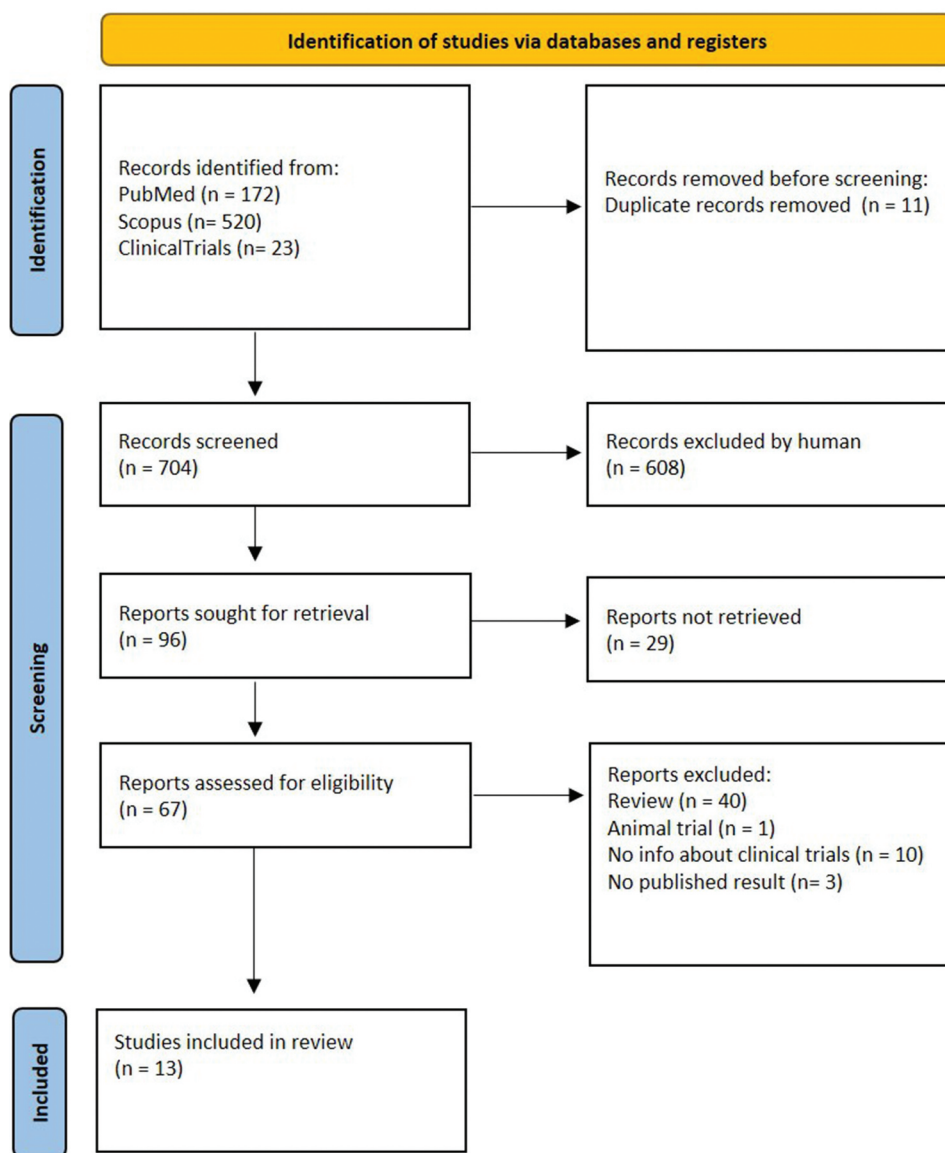 Identification of studies via databases and registers
Identification
Records identified from:
PubMed (n = 172)
Scopus (n= 520)
ClinicalTrials (n= 23)
Records removed before screening:
Duplicate records removed (n = 11)
Screening
Records screened
(n = 704)
Records excluded by human
(n = 608)
Reports sought for retrieval
(n = 96)
Reports not retrieved
(n = 29)
Reports assessed for eligibility
(n = 67)
Reports excluded:
Review (n = 40)
Animal trial (n = 1)
No info about clinical trials (n = 10)
No published result (n= 3)
Included
Studies included in review
(n = 13)